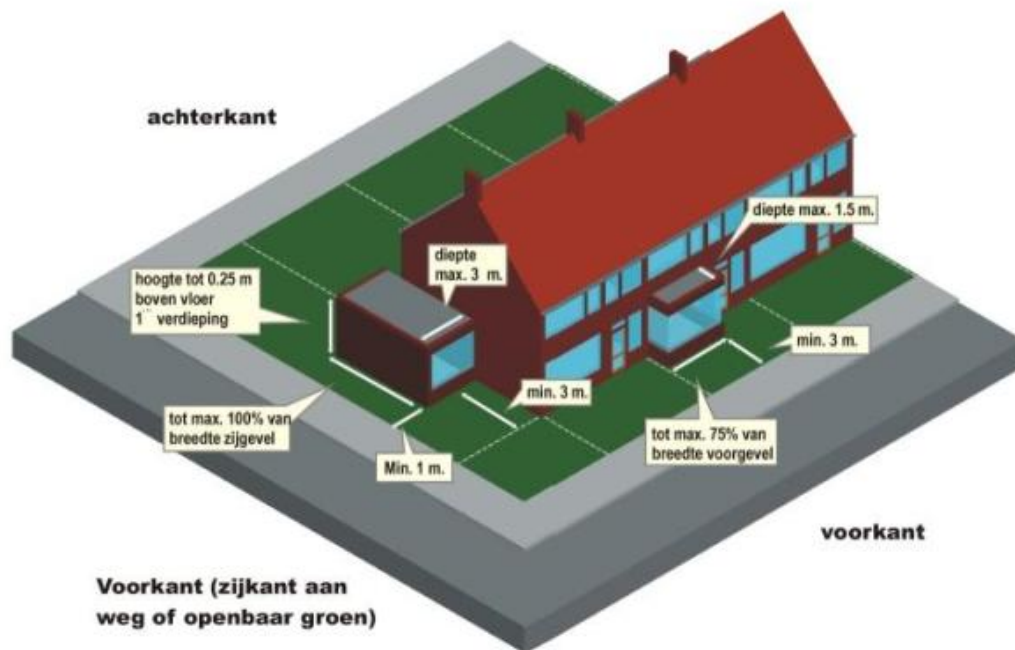 achterkant
diepte max. 1.5 m.
diepte
max. 3 m.
hoogte tot 0.25 m
boven vloer
1e verdieping
min. 3 m.
min. 3 m.
tot max. 100% van
breedte zijgevel
tot max. 75% van
breedte voorgevel
Min. 1 m.
voorkant
Voorkant (zijkant aan
weg of openbaar groen)